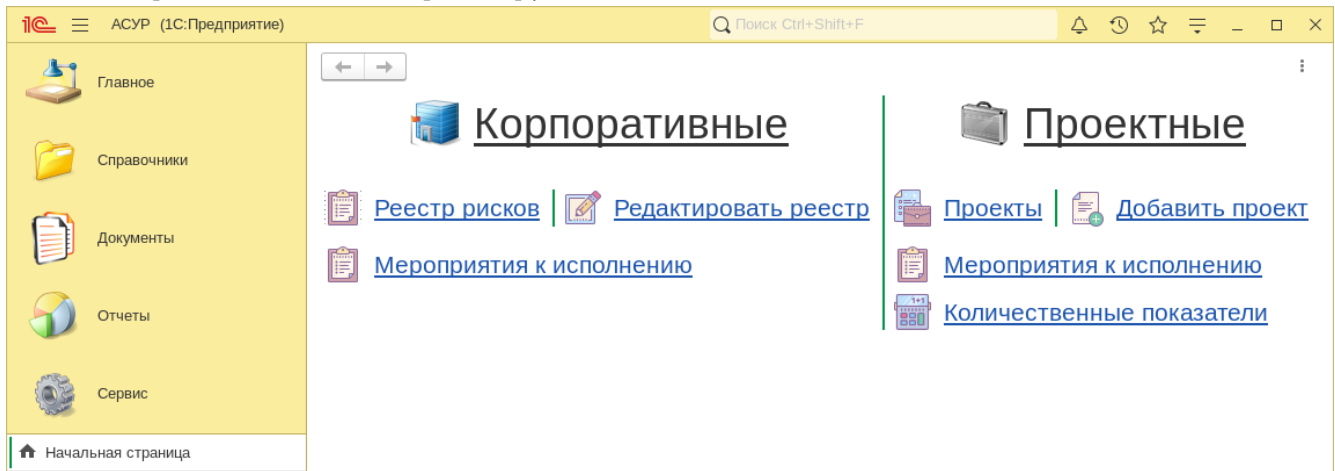 1С АСУР (1С:Предприятие) Поиск Ctrl+Shift+F
Главное
Справочники
Документы
Отчеты
Сервис
Начальная страница
Корпоративные
Реестр рисков Редактировать реестр
Мероприятия к исполнению
Проектные
Проекты Добавить проект
Мероприятия к исполнению
Количественные показатели